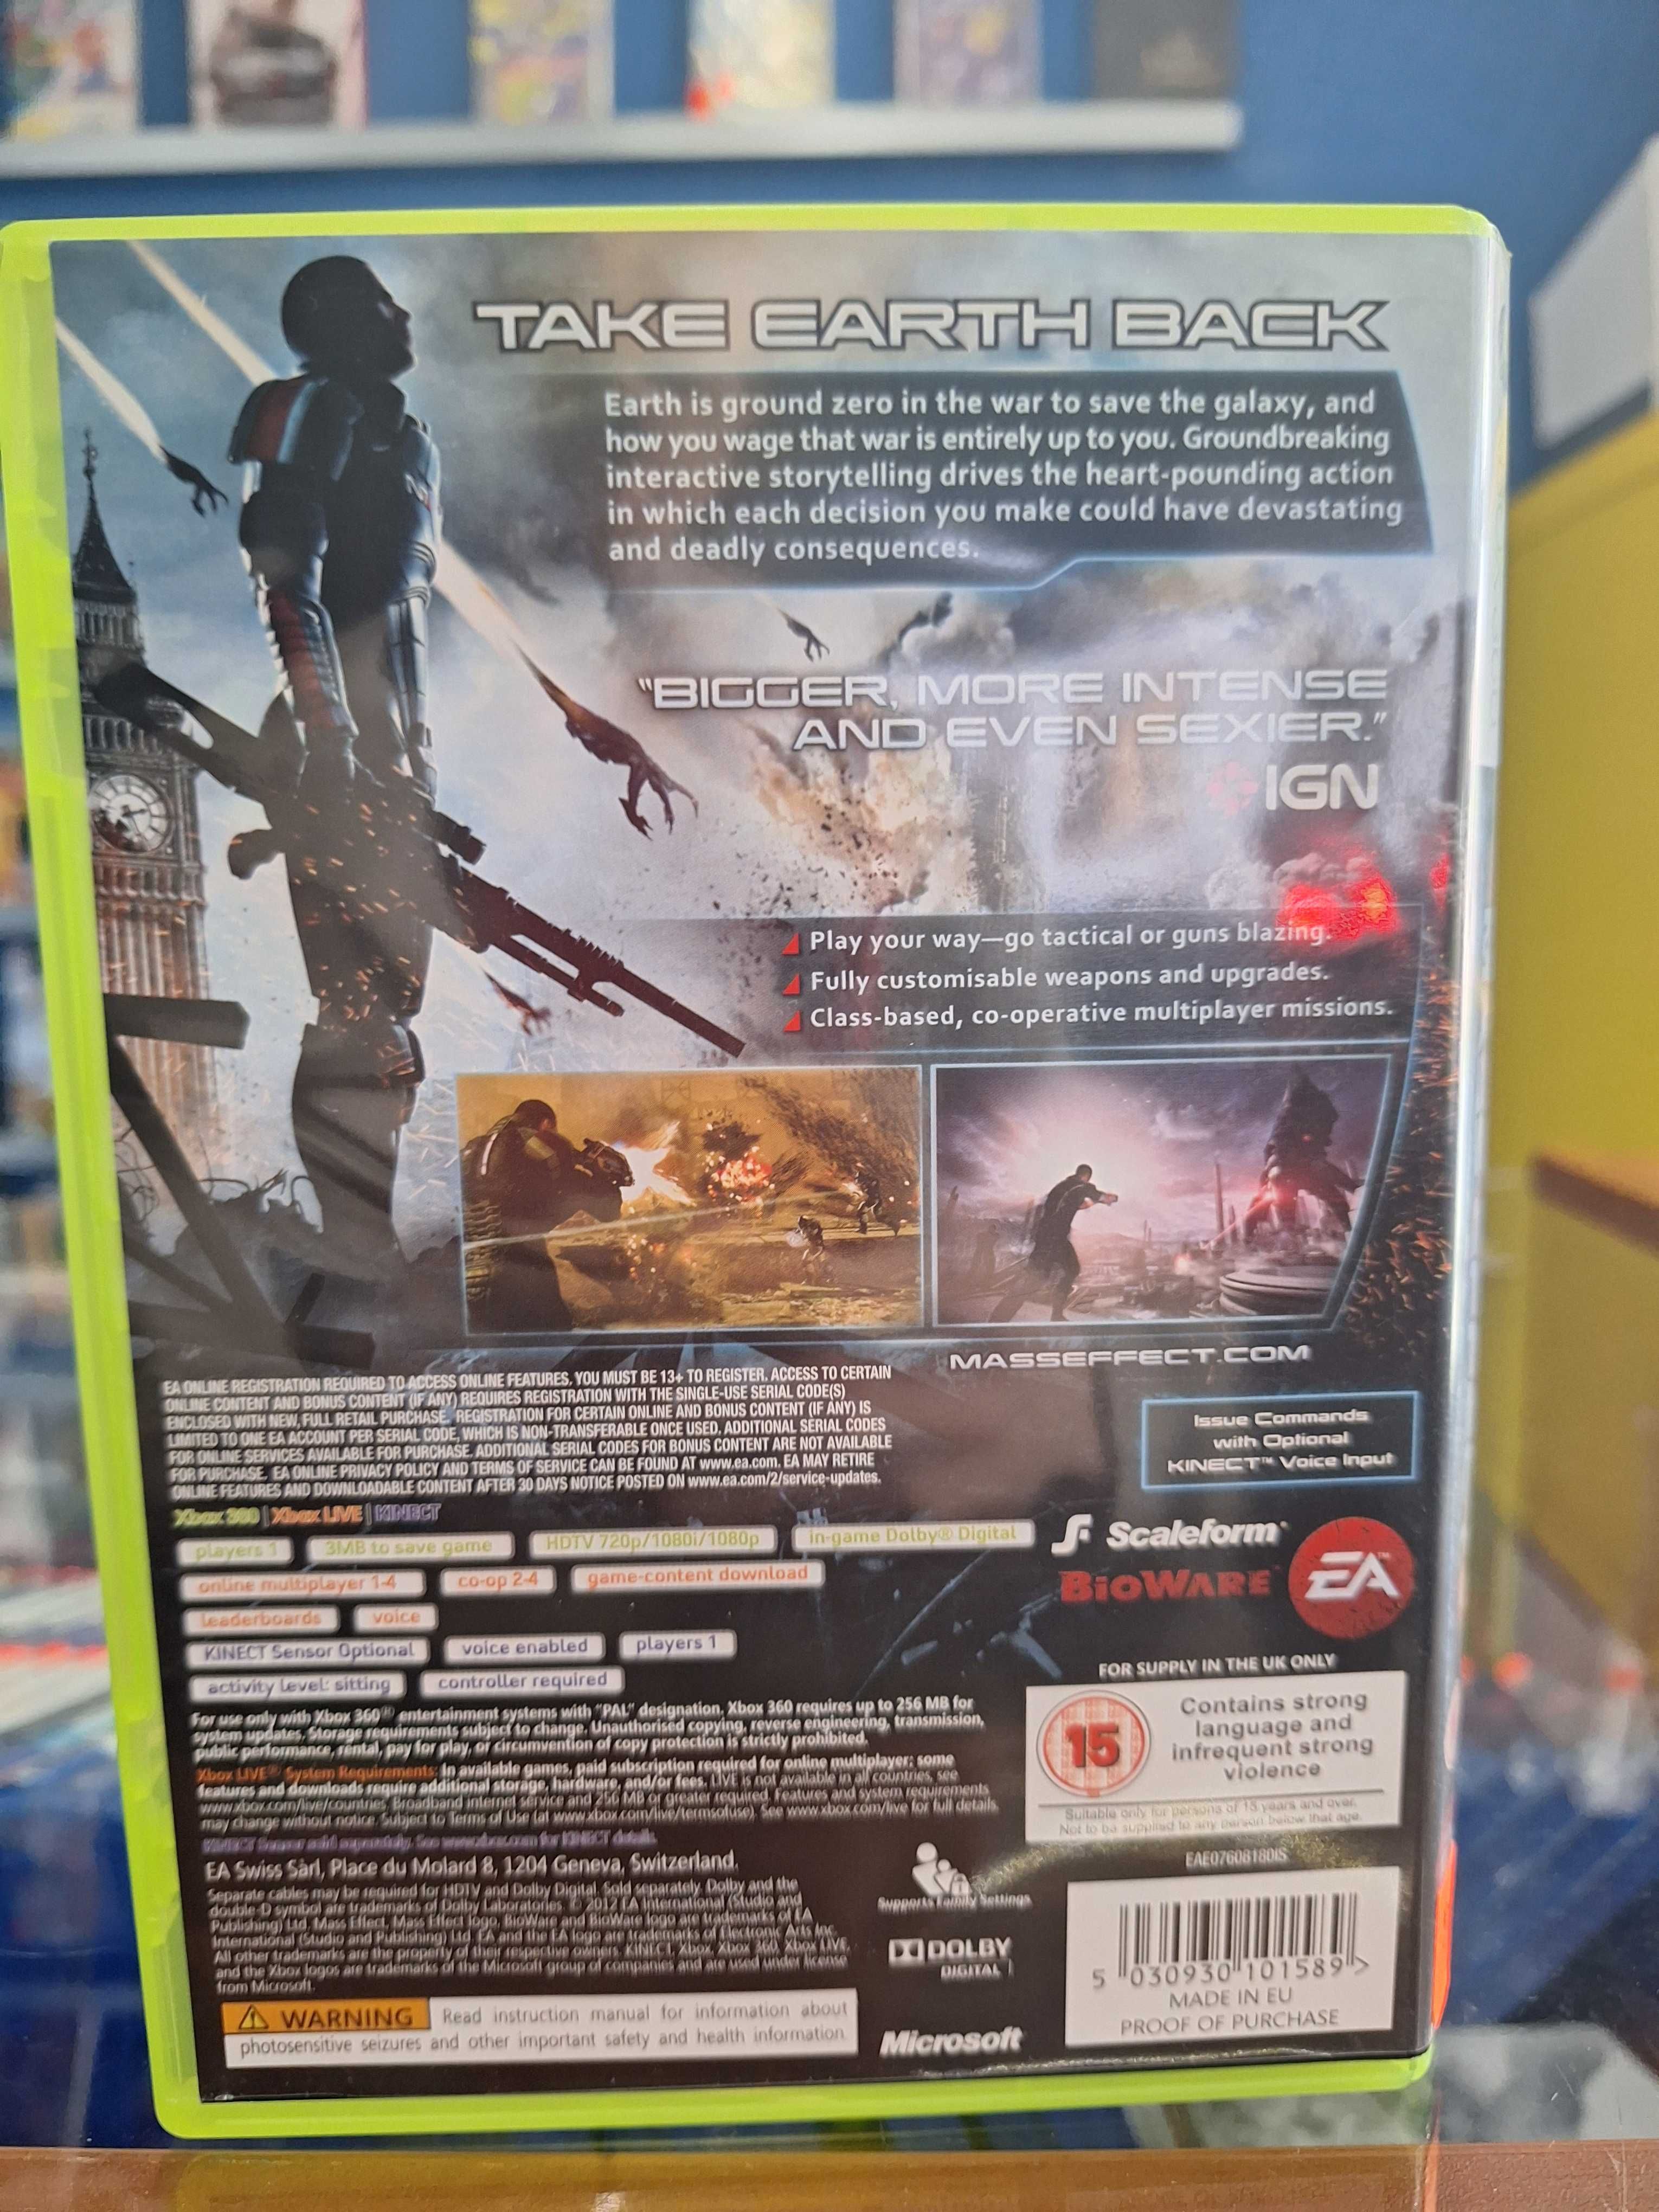 TAKE EARTH BACK
Earth is ground zero in the war to save the galaxy, and
how you wage that war is entirely up to you. Groundbreaking
interactive storytelling drives the heart-pounding action
in which each decision you make could have devastating
and deadly consequences.
"BIGGER, MORE INTENSE
AND EVEN SEXIER."
IGN
Play your way—go tactical or guns blazing.
Fully customisable weapons and upgrades.
Class-based, co-operative multiplayer missions.
MASSEFFECT.COM
EA ONLINE REGISTRATION REQUIRED TO ACCESS ONLINE FEATURES. YOU MUST BE 13+ TO REGISTER. ACCESS TO CERTAIN
ONLINE CONTENT AND BONUS CONTENT (IF ANY) REQUIRES REGISTRATION WITH THE SINGLE-USE SERIAL CODE(S)
ENCLOSED WITH NEW, FULL RETAIL PURCHASE. REGISTRATION FOR CERTAIN ONLINE AND BONUS CONTENT (IF ANY) IS
LIMITED TO ONE EA ACCOUNT PER SERIAL CODE, WHICH IS NON-TRANSFERABLE ONCE USED. ADDITIONAL SERIAL CODES
FOR ONLINE SERVICES AVAILABLE FOR PURCHASE. ADDITIONAL SERIAL CODES FOR BONUS CONTENT ARE NOT AVAILABLE
FOR PURCHASE. EA ONLINE PRIVACY POLICY AND TERMS OF SERVICE CAN BE FOUND AT www.ea.com. EA MAY RETIRE
ONLINE FEATURES AND DOWNLOADABLE CONTENT AFTER 30 DAYS NOTICE POSTED ON www.ea.com/2/service-updates.
Issue Commands
with Optional
KINECT™ Voice Input
Xbox 360 | Xbox LIVE | KINECT
players 1 3MB to save game HDTV 720p/1080i/1080p in-game Dolby® Digital
online multiplayer 1-4 co-op 2-4 game-content download
leaderboards voice
KINECT Sensor Optional voice enabled players 1
activity level: sitting controller required
Scaleform
BIOWARE EA
For use only with Xbox 360® entertainment systems with "PAL" designation. Xbox 360 requires up to 256 MB for
system updates. Storage requirements subject to change. Unauthorised copying, reverse engineering, transmission,
public performance, rental, pay for play, or circumvention of copy protection is strictly prohibited.
Xbox LIVE® System Requirements: In available games, paid subscription required for online multiplayer; some
features and downloads require additional storage, hardware, and/or fees. LIVE is not available in all countries, see
www.xbox.com/live/countries. Broadband internet service and 256 MB or greater required. Features and system requirements
may change without notice. Subject to Terms of Use (at www.xbox.com/live/termsofuse). See www.xbox.com/live for full details.
KINECT Sensor sold separately. See www.xbox.com for KINECT details.
EA Swiss Sàrl, Place du Molard 8, 1204 Geneva, Switzerland.
Separate cables may be required for HDTV and Dolby Digital. Sold separately. Dolby and the
double-D symbol are trademarks of Dolby Laboratories. © 2012 EA International (Studio and
Publishing) Ltd. Mass Effect, Mass Effect logo, BioWare and BioWare logo are trademarks of EA
International (Studio and Publishing) Ltd. EA and the EA logo are trademarks of Electronic Arts Inc.
All other trademarks are the property of their respective owners. KINECT, Xbox, Xbox 360, Xbox LIVE,
and the Xbox logos are trademarks of the Microsoft group of companies and are used under license
from Microsoft.
WARNING Read instruction manual for information about
photosensitive seizures and other important safety and health information.
FOR SUPPLY IN THE UK ONLY
15
Contains strong
language and
infrequent strong
violence
Suitable only for persons of 15 years and over.
Not to be supplied to any person below that age.
EAE07608180IS
Supports Family Settings
DOLBY
DIGITAL
Microsoft
5 030930 101589 >
MADE IN EU
PROOF OF PURCHASE